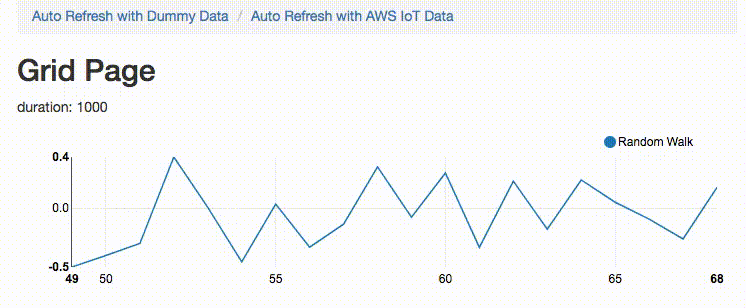 Auto Refresh with Dummy Data / Auto Refresh with AWS IoT Data
Grid Page
duration: 1000
Random Walk
0.4
0.0
-0.5
49 50 55 60 65 68